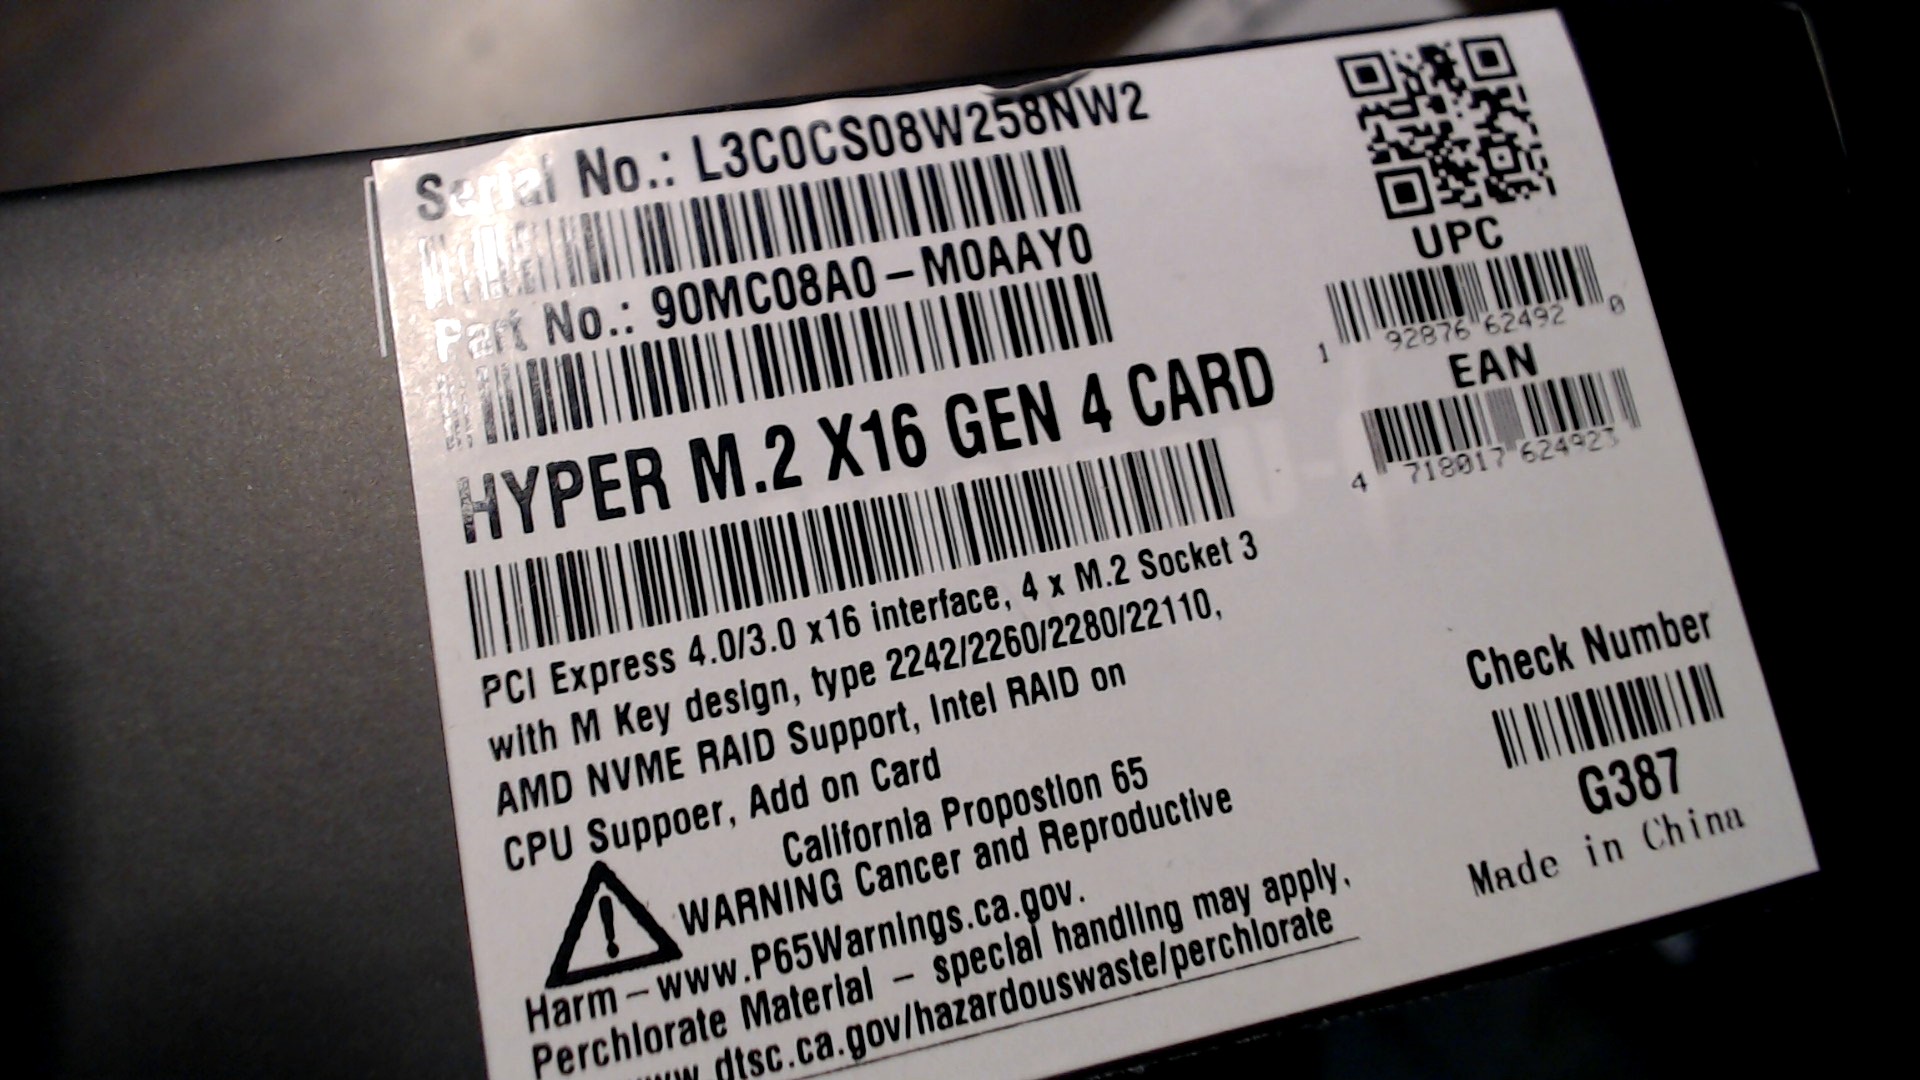 Serial No.: L3C0CS08W258NW2
Part No.: 90MC08A0-M0AAY0
HYPER M.2 X16 GEN 4 CARD
PCI Express 4.0/3.0 x16 interface, 4 x M.2 Socket 3
with M Key design, type 2242/2260/2280/22110,
AMD NVME RAID Support, Intel RAID on
CPU Suppoer, Add on Card
California Propostion 65
WARNING Cancer and Reproductive
Harm-www.P65Warnings.ca.gov.
Perchlorate Material - special handling may apply.
www.dtsc.ca.gov/hazardouswaste/perchlorate
UPC
1 92876 62492 0
EAN
4 718017 624923
Check Number
G387
Made in China